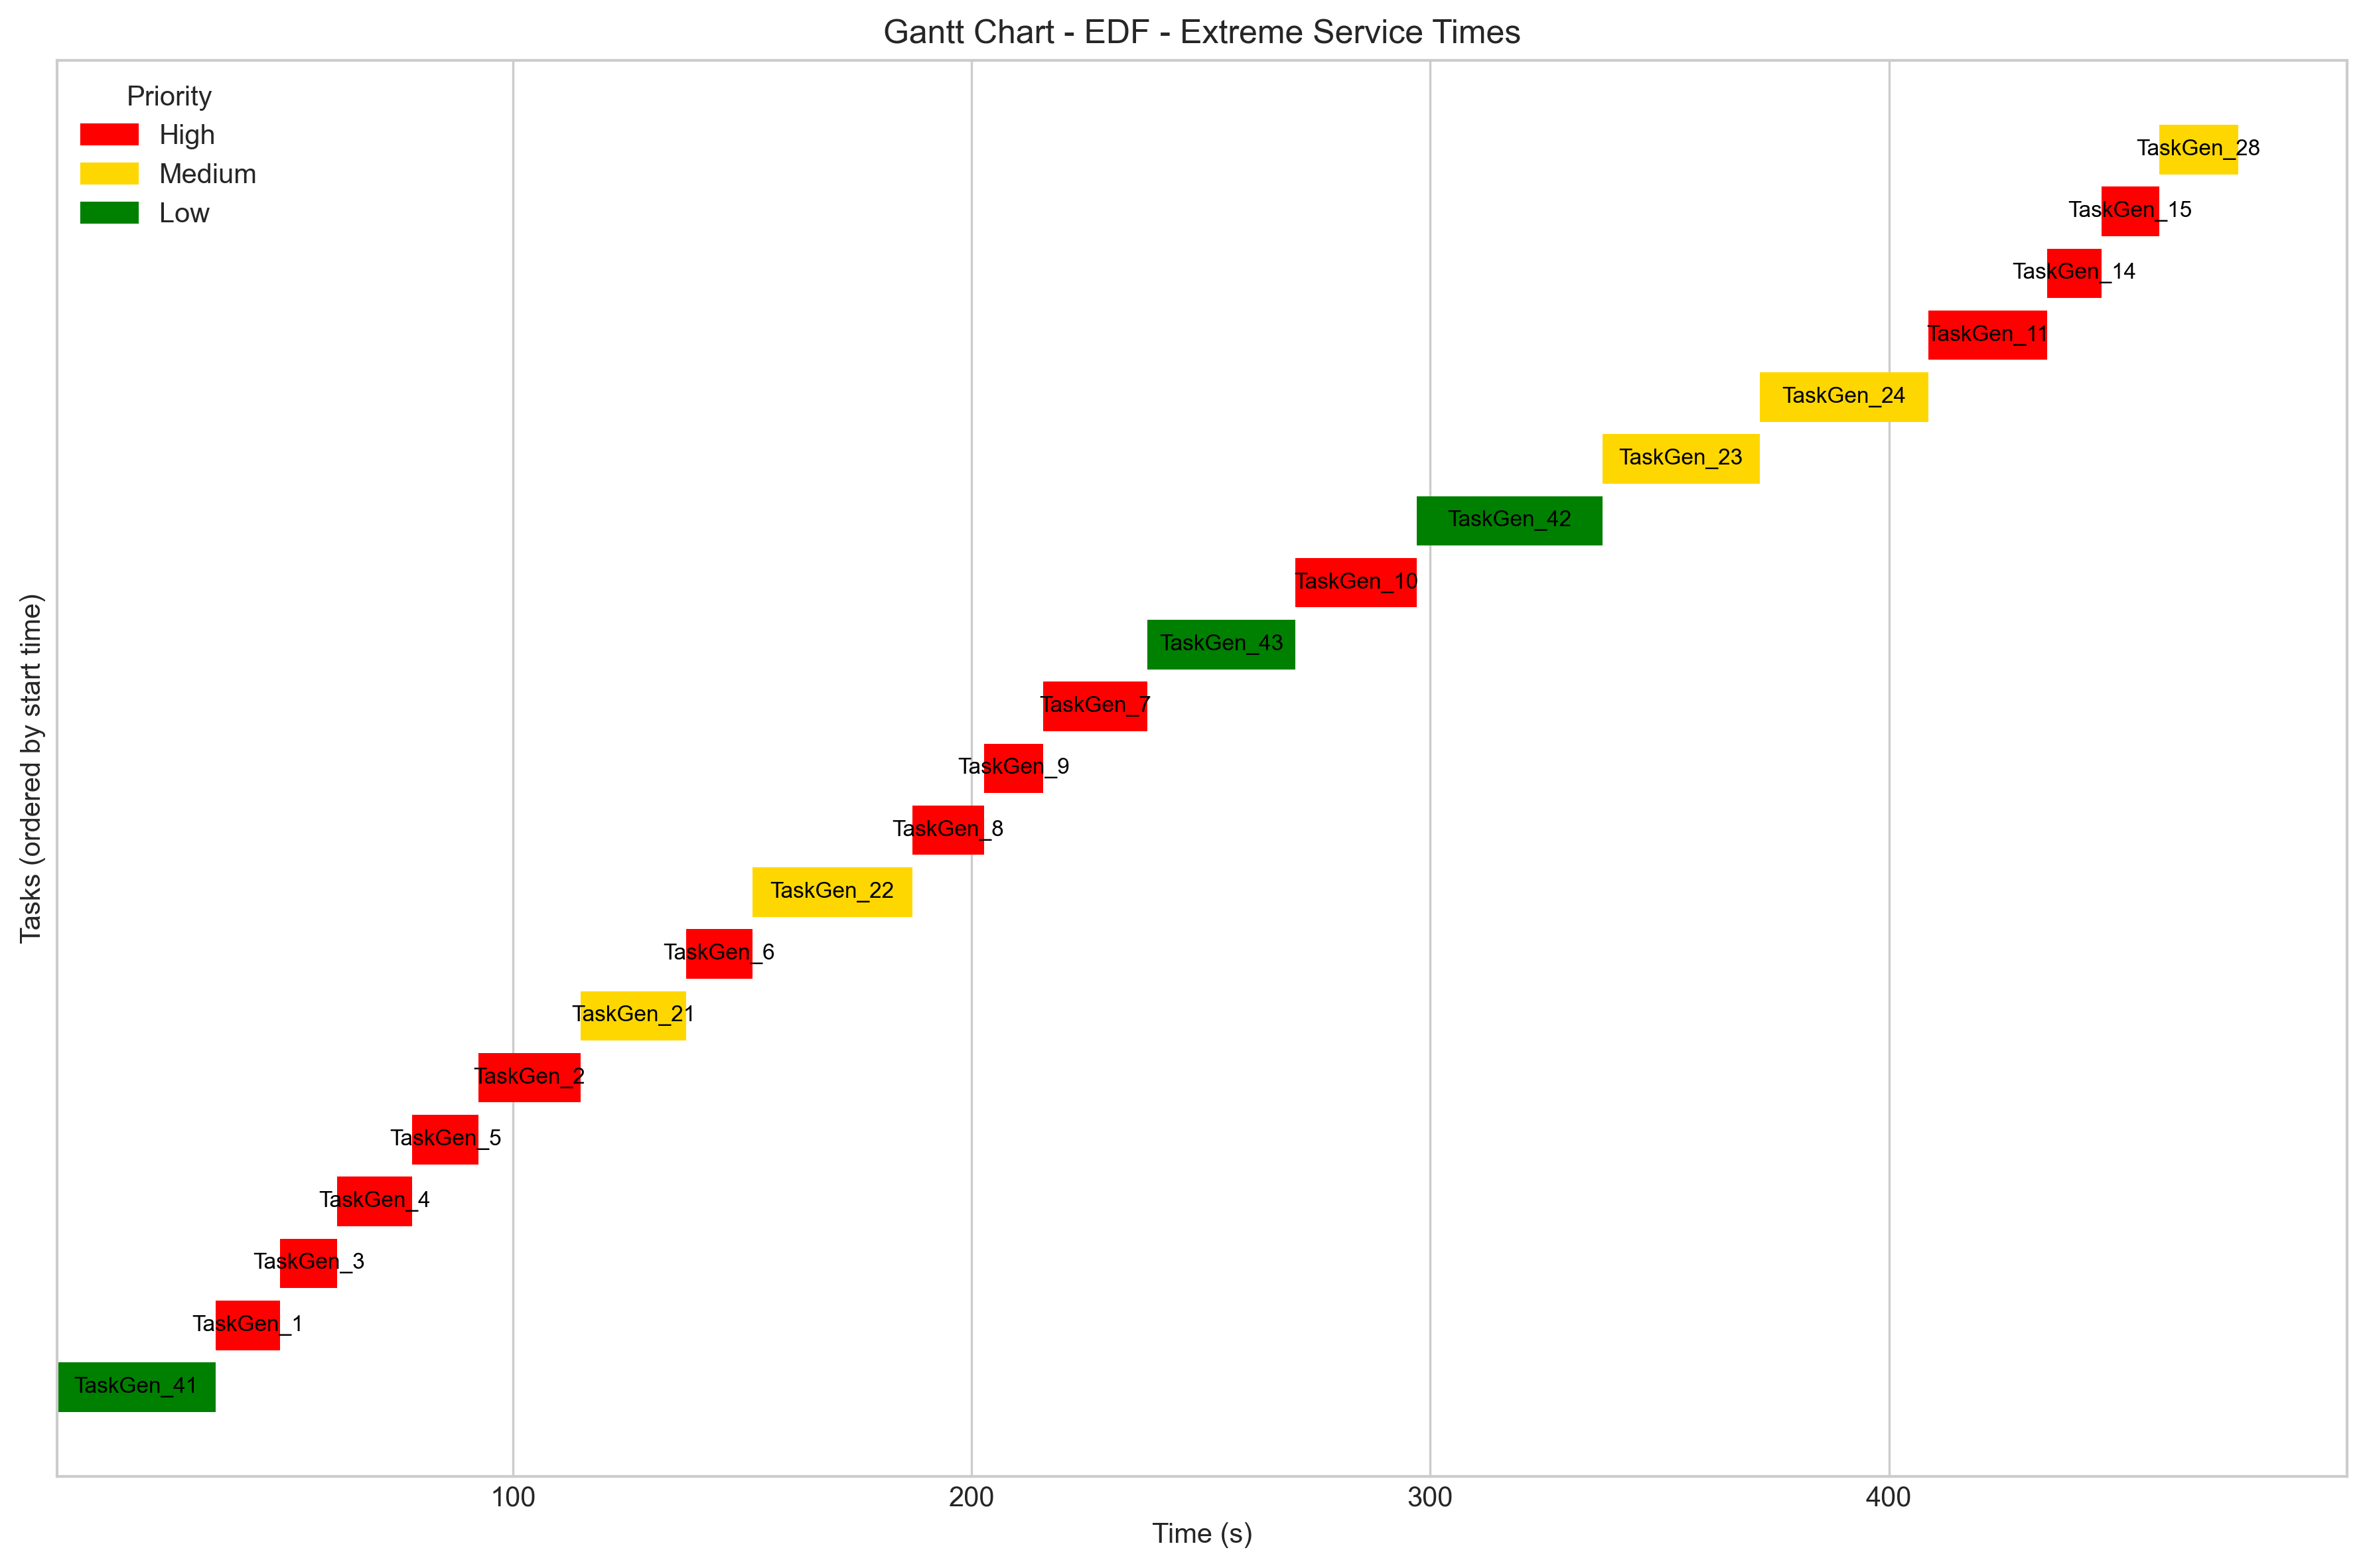 Gantt Chart - EDF - Extreme Service Times
Priority
High
Medium
Low
TaskGen_28
TaskGen_15
TaskGen_14
TaskGen_11
TaskGen_24
TaskGen_23
TaskGen_42
TaskGen_10
TaskGen_43
TaskGen_7
TaskGen_9
TaskGen_8
TaskGen_22
TaskGen_6
TaskGen_21
TaskGen_2
TaskGen_5
TaskGen_4
TaskGen_3
TaskGen_1
TaskGen_41
Tasks (ordered by start time)
100 200 300 400
Time (s)